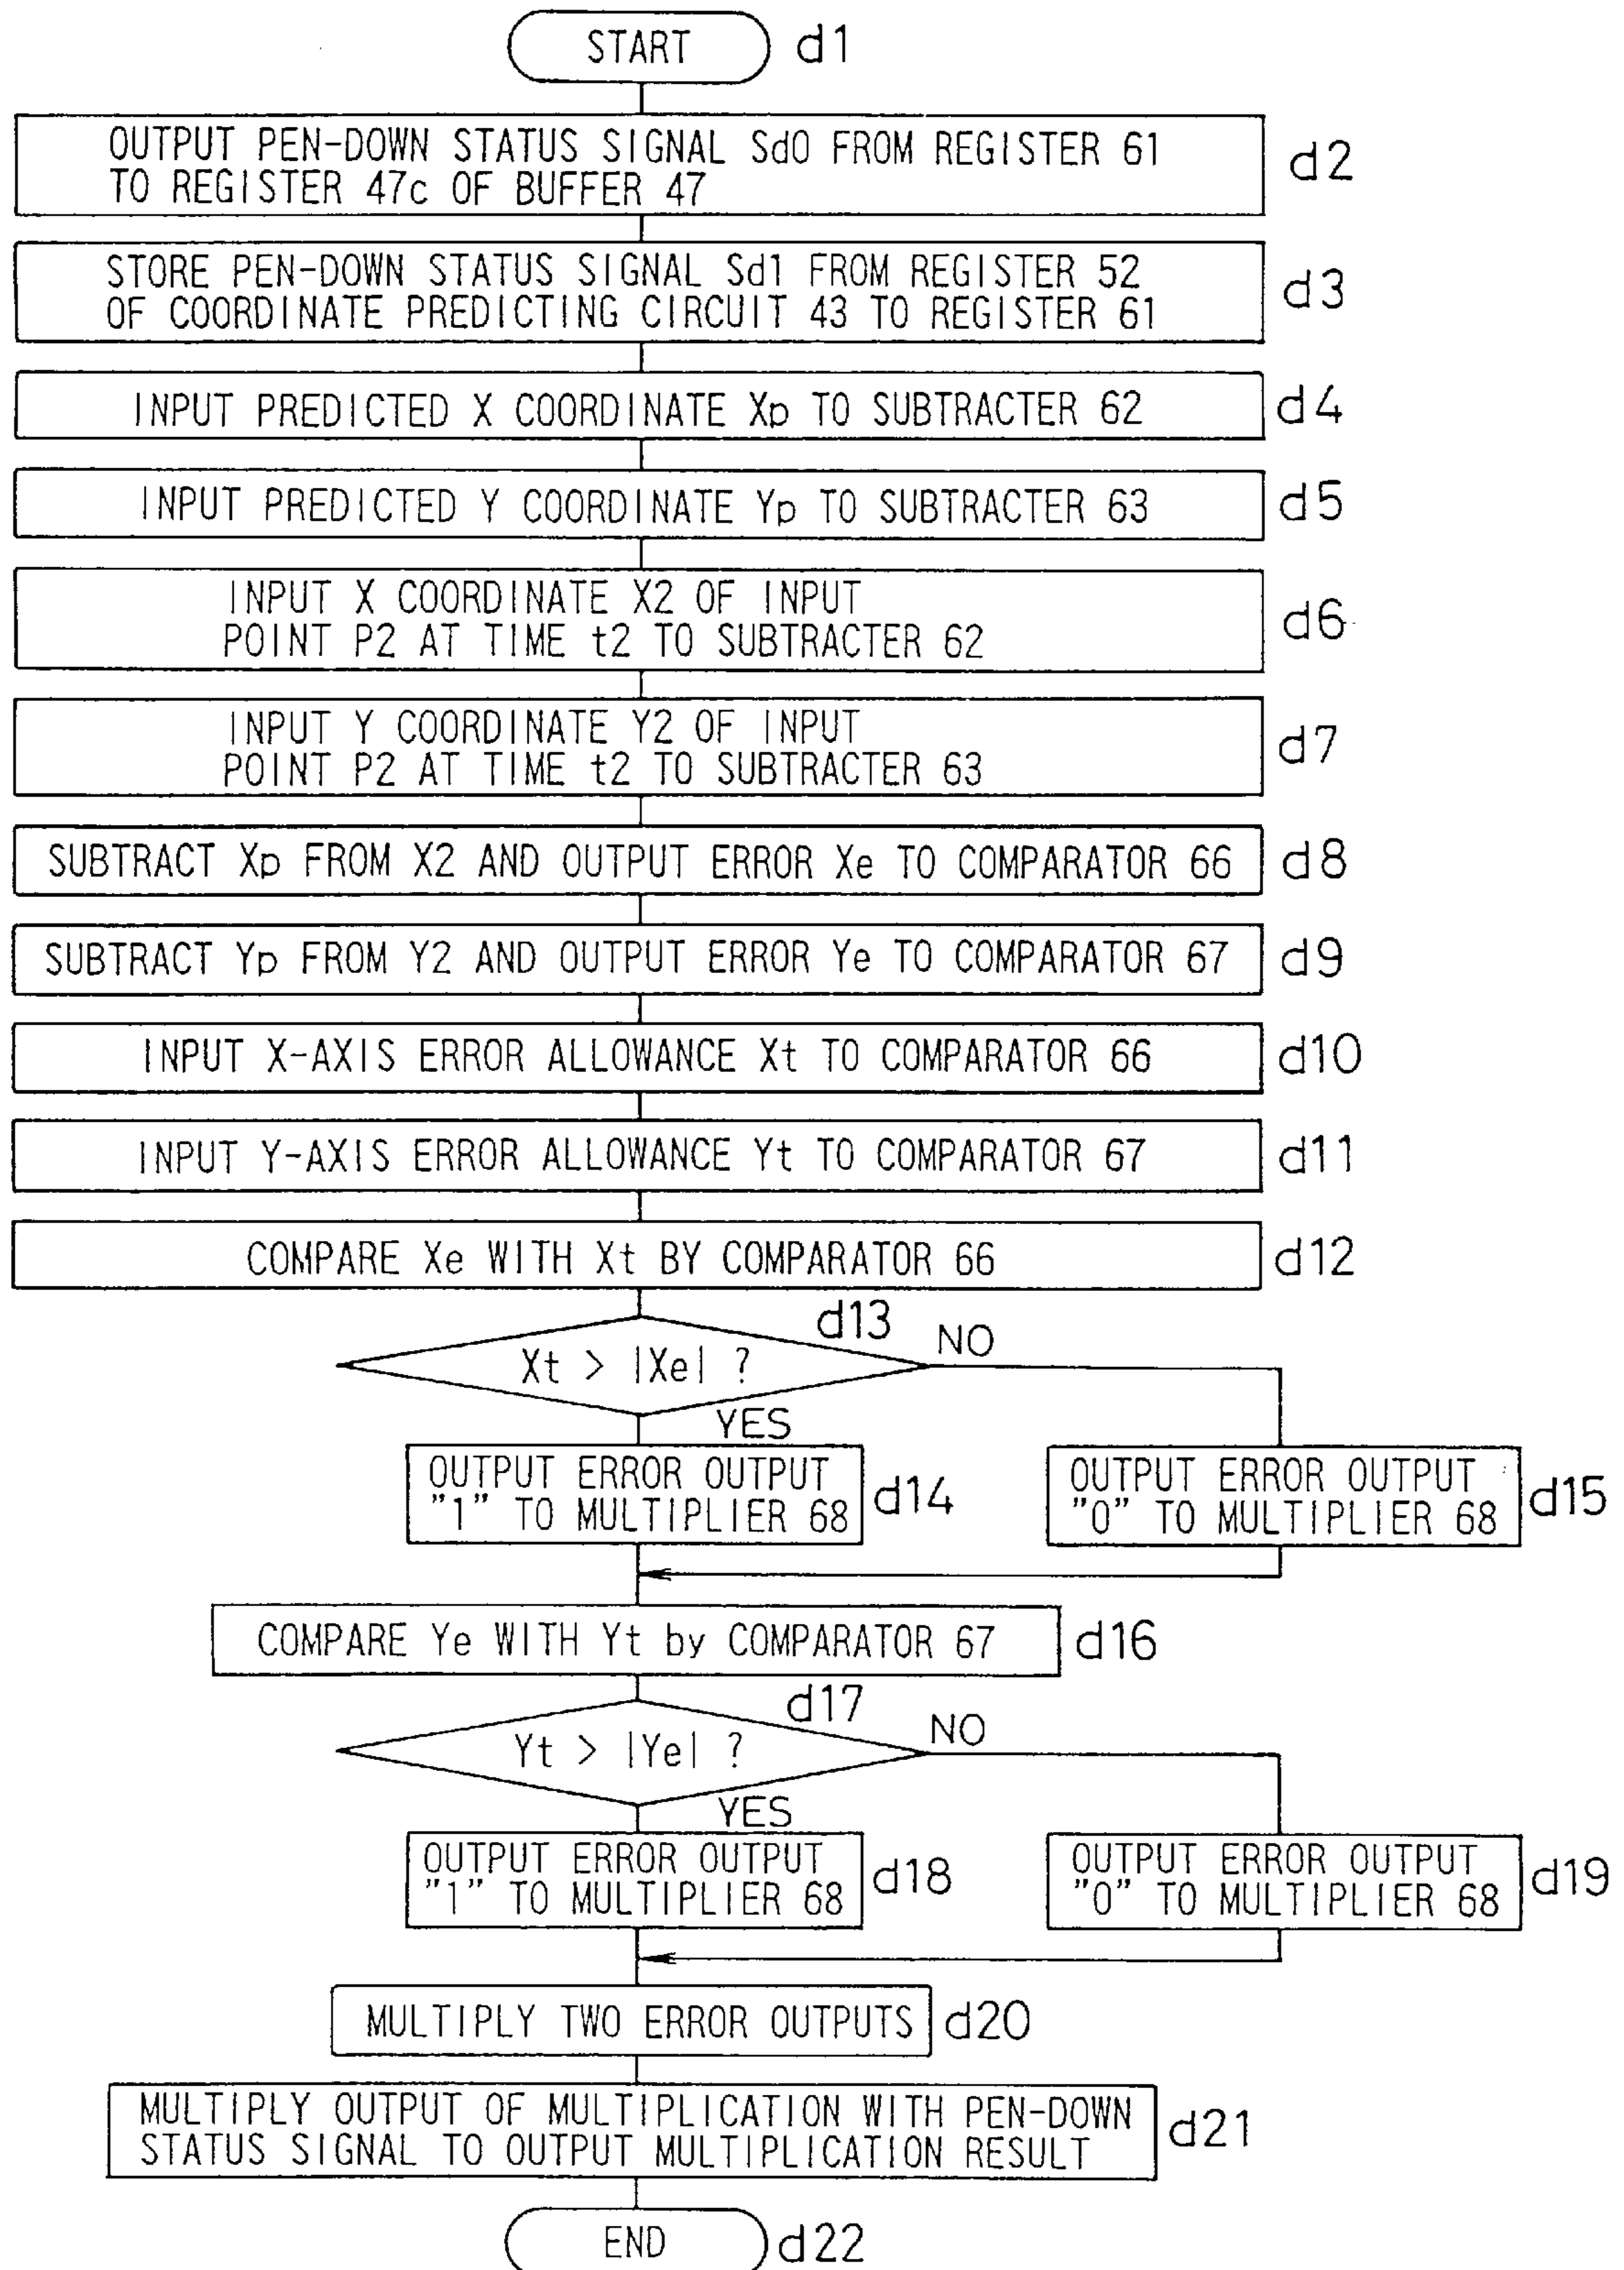 START d1
OUTPUT PEN-DOWN STATUS SIGNAL Sd0 FROM REGISTER 61
TO REGISTER 47c OF BUFFER 47
d2
STORE PEN-DOWN STATUS SIGNAL Sd1 FROM REGISTER 52
OF COORDINATE PREDICTING CIRCUIT 43 TO REGISTER 61
d3
INPUT PREDICTED X COORDINATE Xp TO SUBTRACTER 62 d4
INPUT PREDICTED Y COORDINATE Yp TO SUBTRACTER 63 d5
INPUT X COORDINATE X2 OF INPUT
POINT P2 AT TIME t2 TO SUBTRACTER 62
d6
INPUT Y COORDINATE Y2 OF INPUT
POINT P2 AT TIME t2 TO SUBTRACTER 63
d7
SUBTRACT Xp FROM X2 AND OUTPUT ERROR Xe TO COMPARATOR 66 d8
SUBTRACT Yp FROM Y2 AND OUTPUT ERROR Ye TO COMPARATOR 67 d9
INPUT X-AXIS ERROR ALLOWANCE Xt TO COMPARATOR 66 d10
INPUT Y-AXIS ERROR ALLOWANCE Yt TO COMPARATOR 67 d11
COMPARE Xe WITH Xt BY COMPARATOR 66 d12
d13
Xt > |Xe| ?
NO
YES
OUTPUT ERROR OUTPUT
"1" TO MULTIPLIER 68
d14
OUTPUT ERROR OUTPUT
"0" TO MULTIPLIER 68
d15
COMPARE Ye WITH Yt by COMPARATOR 67 d16
d17
Yt > |Ye| ?
NO
YES
OUTPUT ERROR OUTPUT
"1" TO MULTIPLIER 68
d18
OUTPUT ERROR OUTPUT
"0" TO MULTIPLIER 68
d19
MULTIPLY TWO ERROR OUTPUTS d20
MULTIPLY OUTPUT OF MULTIPLICATION WITH PEN-DOWN
STATUS SIGNAL TO OUTPUT MULTIPLICATION RESULT
d21
END d22